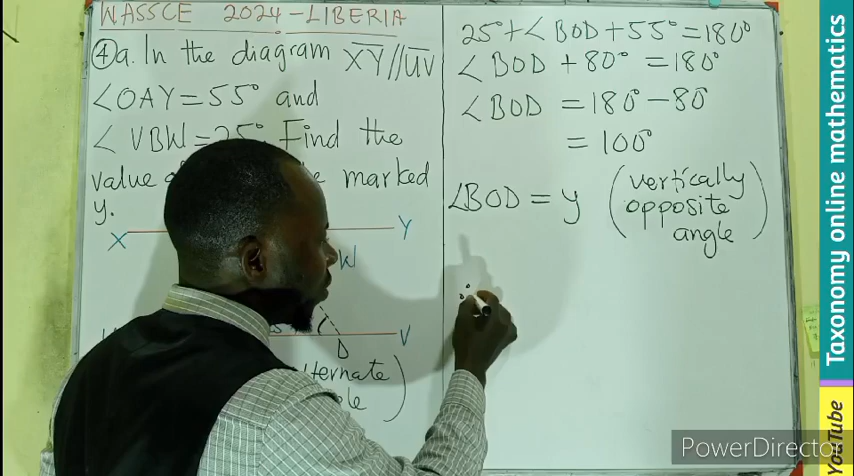 WASSCE 2024-LIBERIA
④a. In the diagram XY//UV
∠OAY=55° and
∠VBW=25°. Find the
value the marked
y.
X Y
W
V
D
alternate
25°+∠BOD+55°=180°
∠BOD+80°=180°
∠BOD=180°-80°
=100°
∠BOD=y (vertically
opposite
angle)
Taxonomy online mathematics
YouTube
PowerDirector